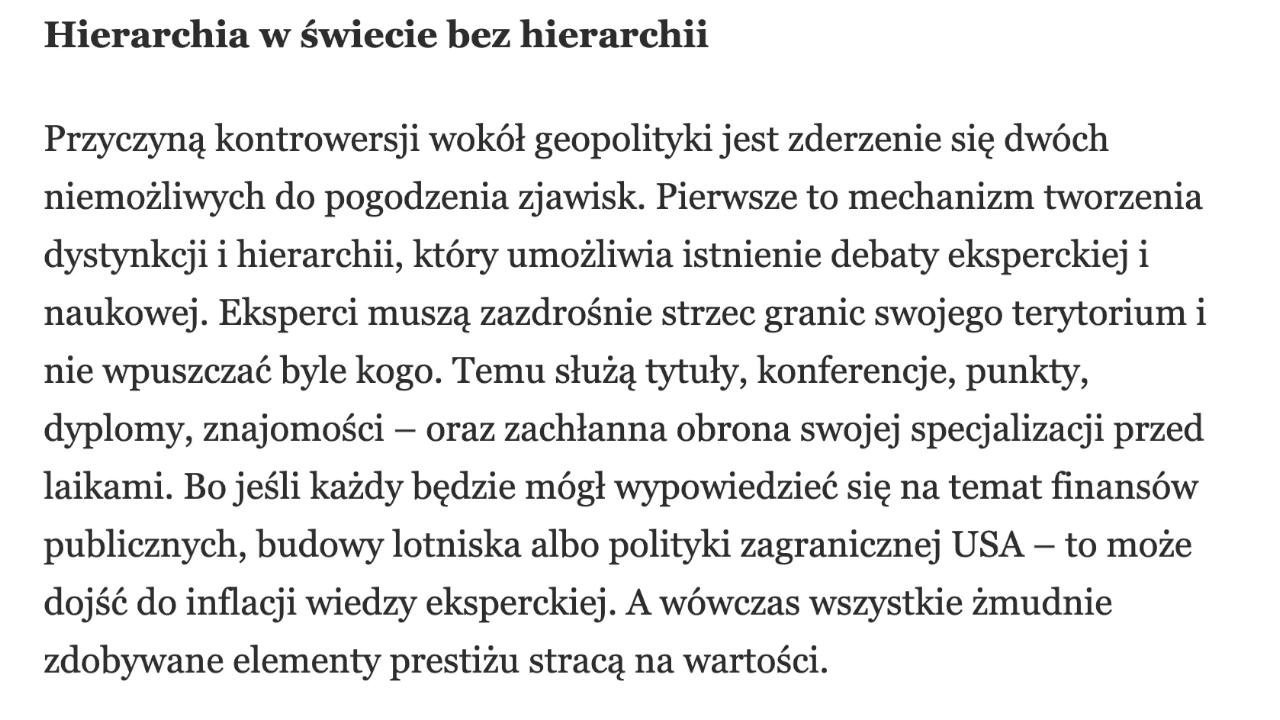 Hierarchia w świecie bez hierarchii
Przyczyną kontrowersji wokół geopolityki jest zderzenie się dwóch
niemożliwych do pogodzenia zjawisk. Pierwsze to mechanizm tworzenia
dystynkcji i hierarchii, który umożliwia istnienie debaty eksperckiej i
naukowej. Eksperci muszą zazdrośnie strzec granic swojego terytorium i
nie wpuszczać byle kogo. Temu służą tytuły, konferencje, punkty,
dyplomy, znajomości – oraz zachłanna obrona swojej specjalizacji przed
laikami. Bo jeśli każdy będzie mógł wypowiedzieć się na temat finansów
publicznych, budowy lotniska albo polityki zagranicznej USA – to może
dojść do inflacji wiedzy eksperckiej. A wówczas wszystkie żmudnie
zdobywane elementy prestiżu stracą na wartości.